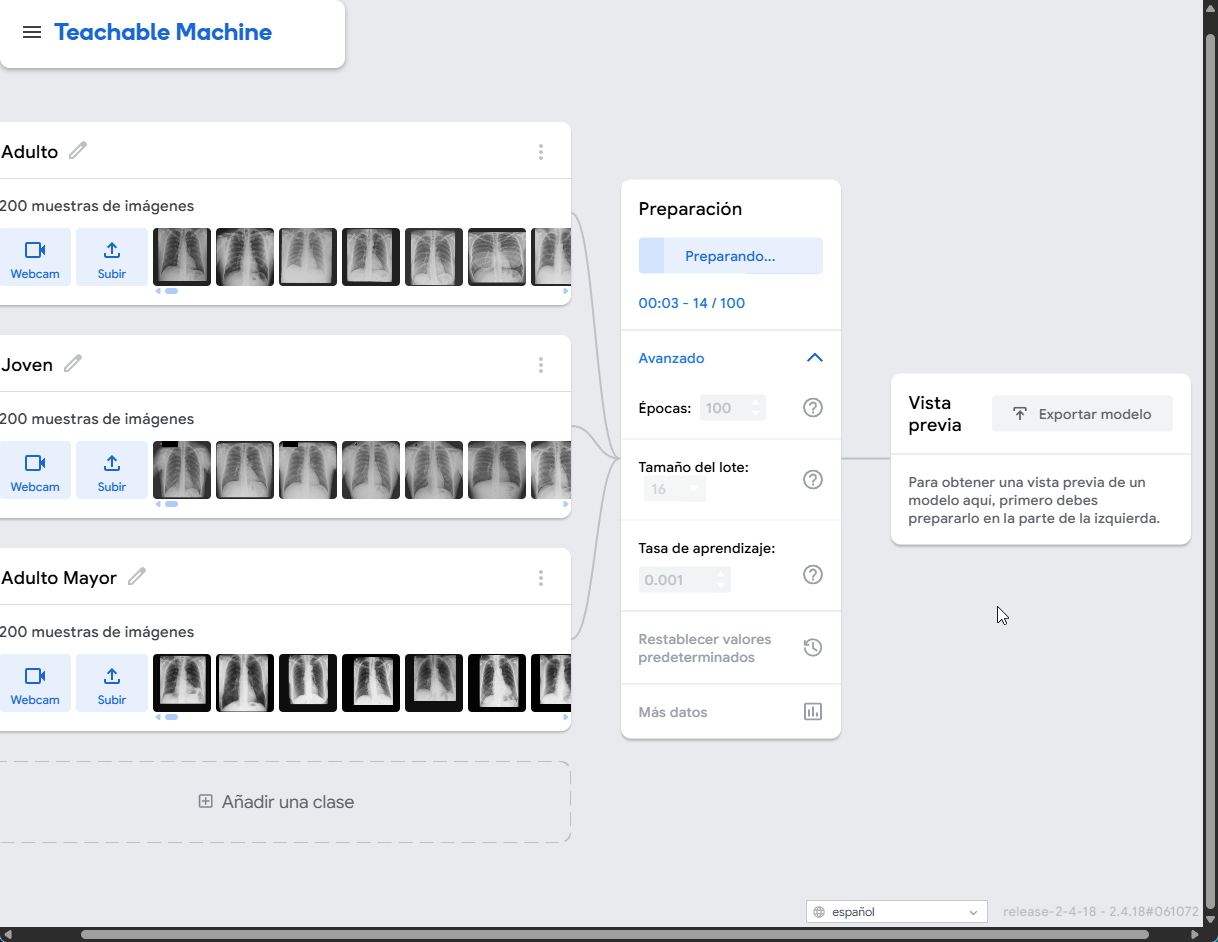 Teachable Machine
Adulto
200 muestras de imágenes
Webcam
Subir
Joven
200 muestras de imágenes
Webcam
Subir
Adulto Mayor
200 muestras de imágenes
Webcam
Subir
Añadir una clase
Preparación
Preparando...
00:03 - 14 / 100
Avanzado
Épocas: 100
Tamaño del lote:
16
Tasa de aprendizaje:
0.001
Restablecer valores
predeterminados
Más datos
Vista
previa
Exportar modelo
Para obtener una vista previa de un
modelo aquí, primero debes
prepararlo en la parte de la izquierda.
español
release-2-4-18 - 2.4.18#061072